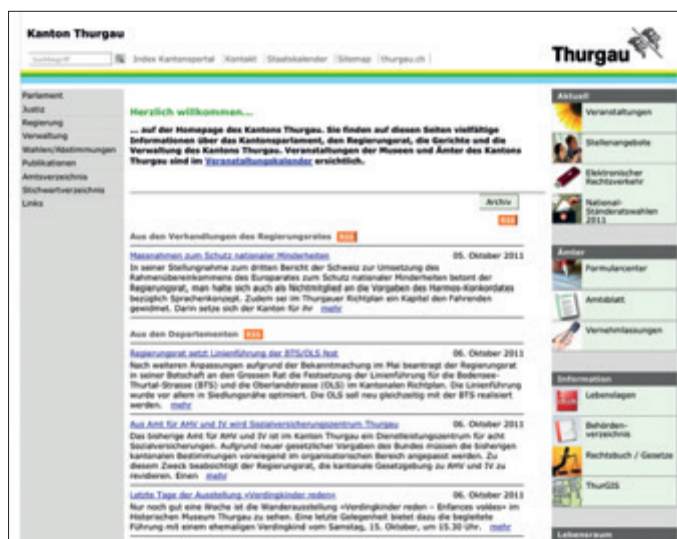 Kanton Thurgau
Suchbegriff
Index Kantonsportal Kontakt Staatskalender Sitemap thurgau.ch
Thurgau
Parlament
Justiz
Regierung
Verwaltung
Wahlen/Abstimmungen
Publikationen
Amtsverzeichnis
Stichwortverzeichnis
Links
Herzlich willkommen...
... auf der Homepage des Kantons Thurgau. Sie finden auf diesen Seiten vielfältige
Informationen über das Kantonsparlament, den Regierungsrat, die Gerichte und die
Verwaltung des Kantons Thurgau. Veranstaltungen der Museen und Ämter des Kantons
Thurgau sind im Veranstaltungskalender ersichtlich.
Archiv
RSS
Aus den Verhandlungen des Regierungsrates RSS
Massnahmen zum Schutz nationaler Minderheiten 05. Oktober 2011
In seiner Stellungnahme zum dritten Bericht der Schweiz zur Umsetzung des
Rahmenübereinkommens des Europarates zum Schutz nationaler Minderheiten betont der
Regierungsrat, man halte sich auch als Nichtmitglied an die Vorgaben des Harmos-Konkordates
bezüglich Sprachenkonzept. Zudem sei im Thurgauer Richtplan ein Kapitel den Fahrenden
gewidmet. Darin setze sich der Kanton für ihr mehr
Aus den Departementen RSS
Regierungsrat setzt Linienführung der BTS/OLS fest 06. Oktober 2011
Nach weiteren Anpassungen aufgrund der Bekanntmachung im Mai beantragt der Regierungsrat
in seiner Botschaft an den Grossen Rat die Festsetzung der Linienführung für die Bodensee-
Thurtal-Strasse (BTS) und die Oberlandstrasse (OLS) im Kantonalen Richtplan. Die Linienführung
wurde vor allem in Siedlungsnähe optimiert. Die OLS soll neu gleichzeitig mit der BTS realisiert
werden. mehr
Aus Amt für AHV und IV wird Sozialversicherungszentrum Thurgau 06. Oktober 2011
Das bisherige Amt für AHV und IV ist im Kanton Thurgau ein Dienstleistungszentrum für acht
Sozialversicherungen. Aufgrund neuer gesetzlicher Vorgaben des Bundes müssen die bisherigen
kantonalen Bestimmungen vorwiegend im organisatorischen Bereich angepasst werden. Zu
diesem Zweck beabsichtigt der Regierungsrat, die kantonale Gesetzgebung zu AHV und IV zu
revidieren. Einen mehr
Letzte Tage der Ausstellung «Verdingkinder reden» 06. Oktober 2011
Nur noch gut eine Woche ist die Wanderausstellung «Verdingkinder reden – Enfances volées» im
Historischen Museum Thurgau zu sehen. Eine letzte Gelegenheit bietet dazu die begleitete
Führung mit einem ehemaligen Verdingkind vom Samstag, 15. Oktober, um 15.30 Uhr. mehr
Aktuell
Veranstaltungen
Stellenangebote
Elektronischer
Rechtsverkehr
National-
Ständeratswahlen
2011
Ämter
Formularcenter
Amtsblatt
Vernehmlassungen
Information
Lebenslagen
Behörden-
verzeichnis
Rechtsbuch / Gesetze
ThurGIS
Lebensraum